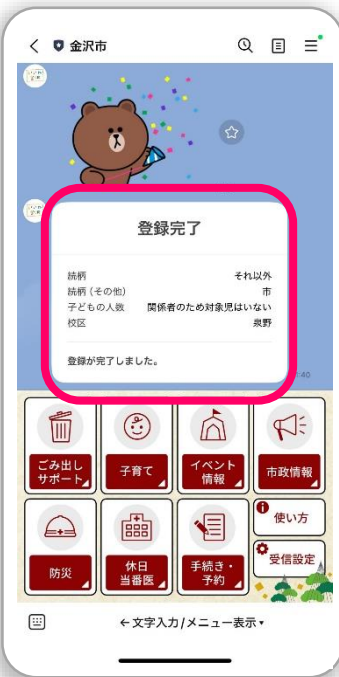 金沢市
登録完了
続柄 それ以外
続柄（その他） 市
子どもの人数 関係者のため対象児はいない
校区 泉野
登録が完了しました。
:40
ごみ出し
サポート
子育て
イベント
情報
市政情報
防災
休日
当番医
手続き・
予約
使い方
受信設定
←文字入力/メニュー表示▾